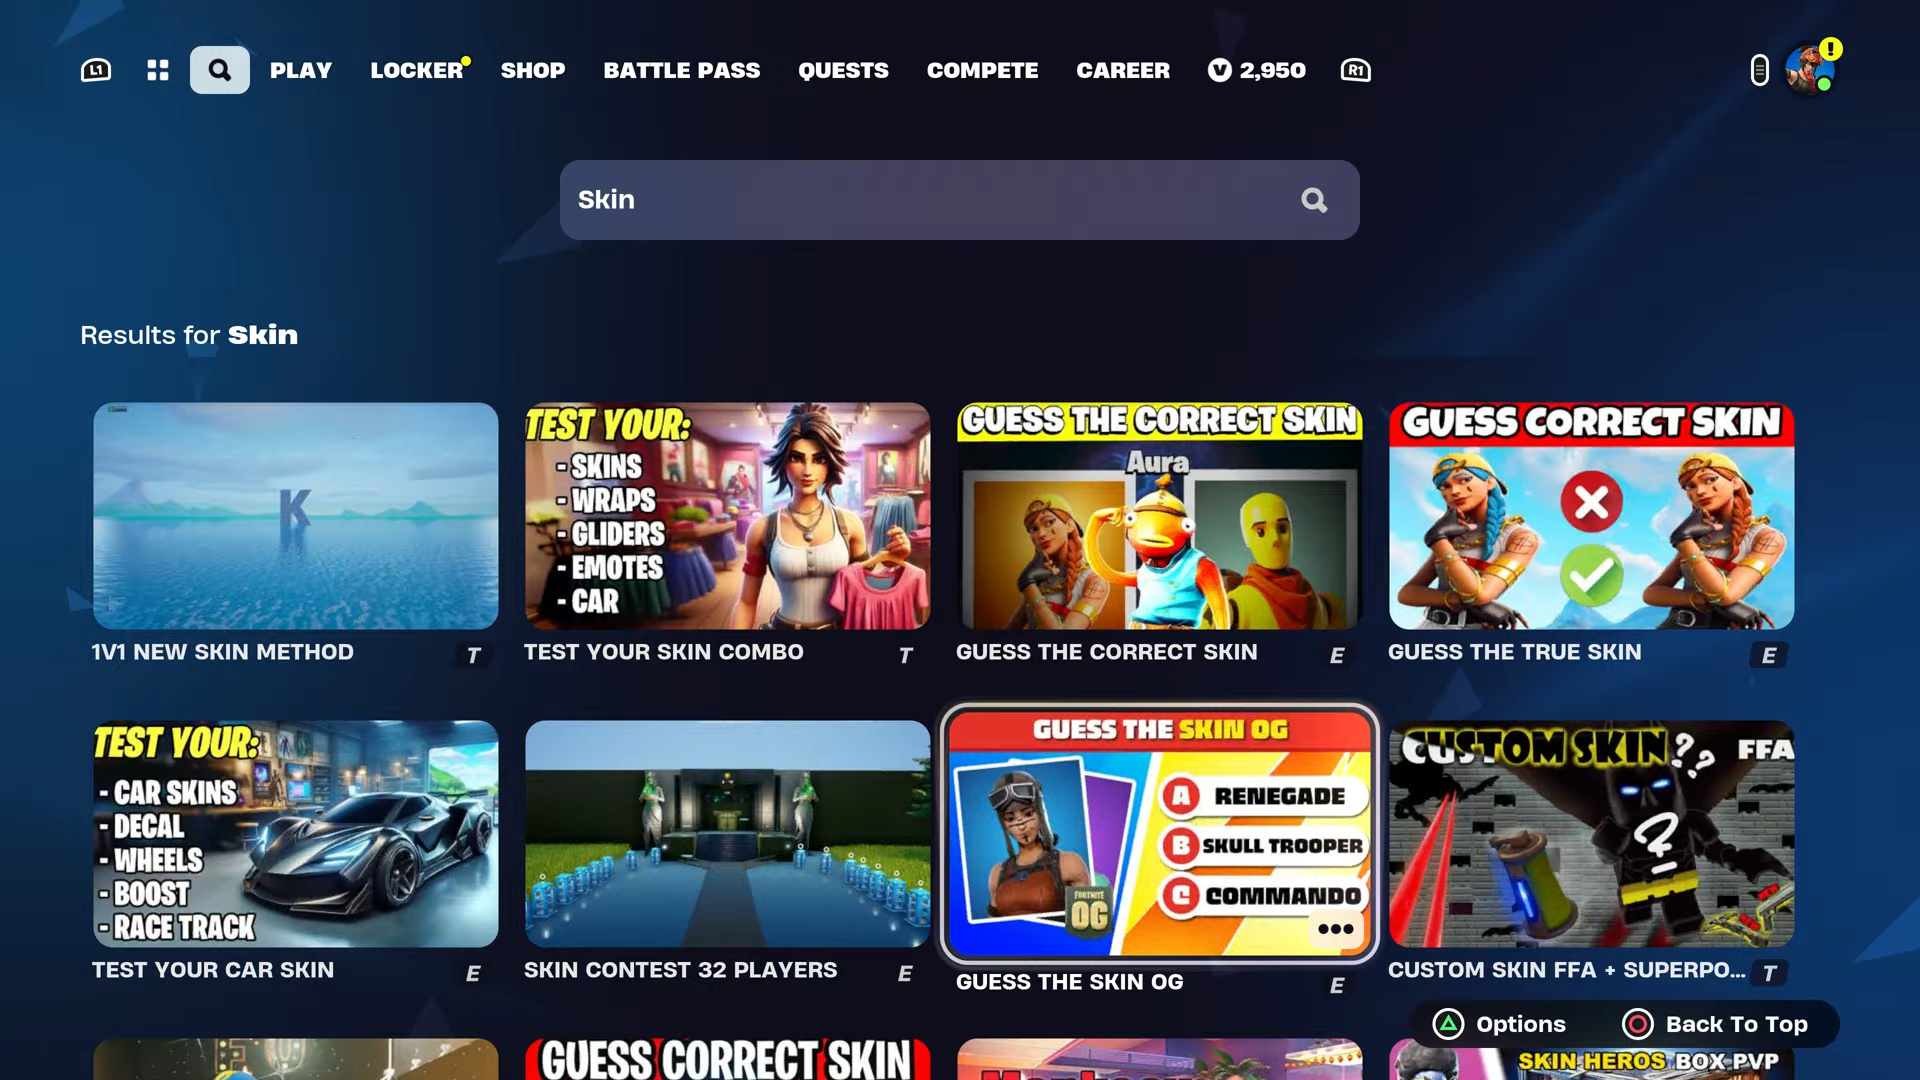 L1 PLAY LOCKER SHOP BATTLE PASS QUESTS COMPETE CAREER V 2,950 R1 !
Skin
Results for Skin
K
TEST YOUR:
- SKINS
- WRAPS
- GLIDERS
- EMOTES
- CAR
GUESS THE CORRECT SKIN
Aura
GUESS CORRECT SKIN
1V1 NEW SKIN METHOD T
TEST YOUR SKIN COMBO T
GUESS THE CORRECT SKIN E
GUESS THE TRUE SKIN E
TEST YOUR:
- CAR SKINS
- DECAL
- WHEELS
- BOOST
- RACE TRACK
GUESS THE SKIN OG
A RENEGADE
B SKULL TROOPER
C COMMANDO
FORTNITE
OG
CUSTOM SKIN ?? FFA
TEST YOUR CAR SKIN E
SKIN CONTEST 32 PLAYERS E
GUESS THE SKIN OG E
CUSTOM SKIN FFA + SUPERPO... T
Options Back To Top
GUESS CORRECT SKIN
SKIN HEROS BOX PVP